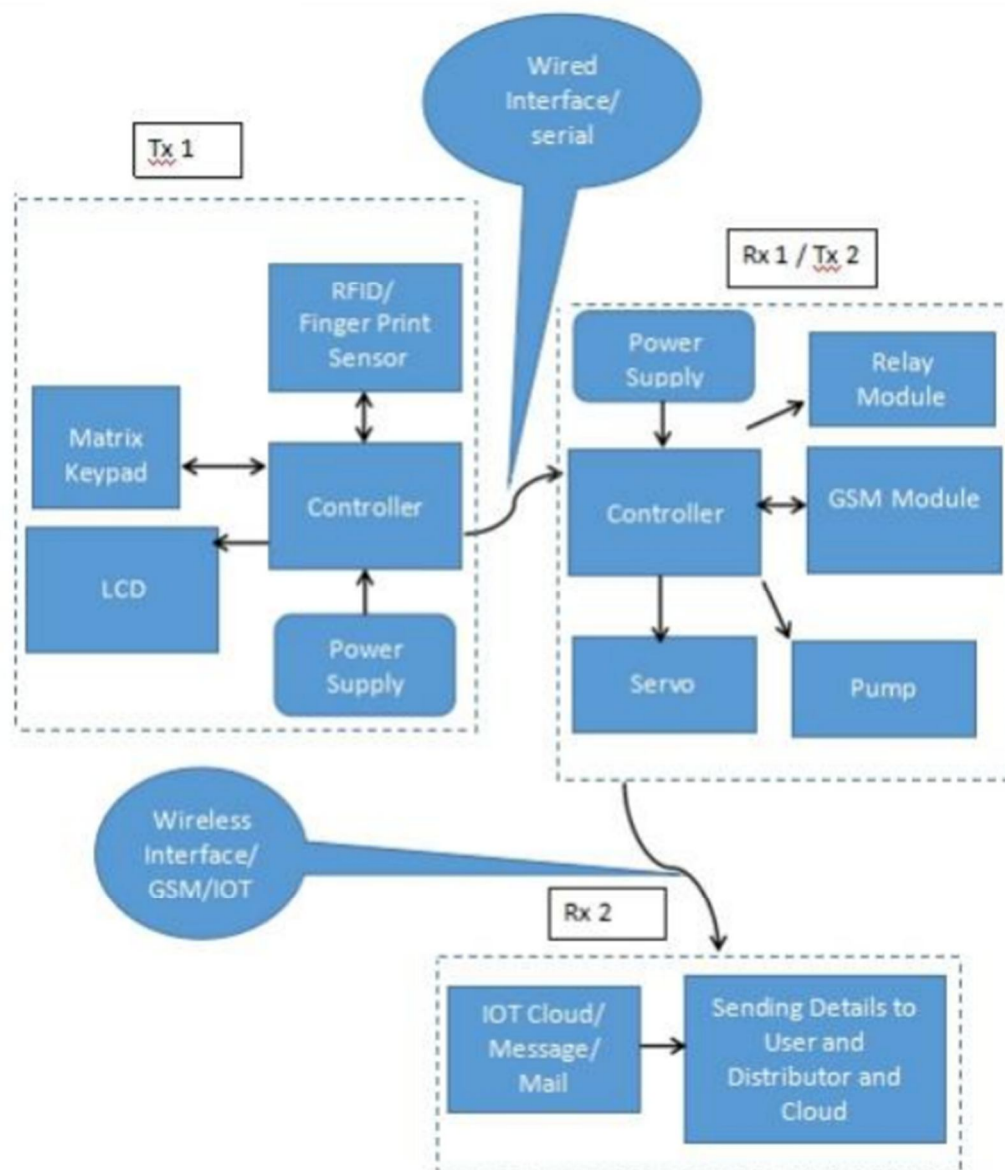 Wired
Interface/
serial
Tx 1
RFID/
Finger Print
Sensor
Matrix
Keypad
Controller
LCD
Power
Supply
Rx 1 / Tx 2
Power
Supply
Relay
Module
Controller
GSM Module
Servo
Pump
Wireless
Interface/
GSM/IOT
Rx 2
IOT Cloud/
Message/
Mail
Sending Details to
User and
Distributor and
Cloud